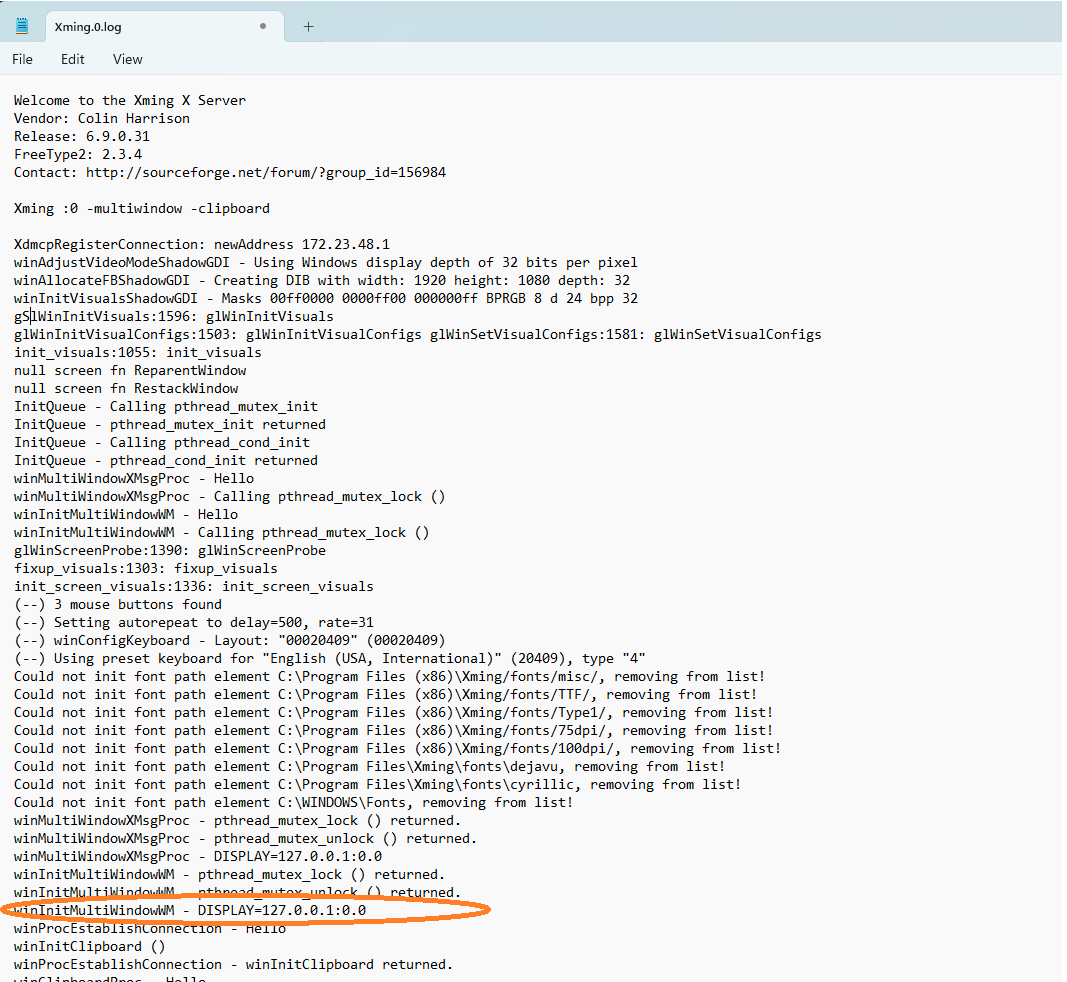 Xming.0.log
File Edit View
Welcome to the Xming X Server
Vendor: Colin Harrison
Release: 6.9.0.31
FreeType2: 2.3.4
Contact: http://sourceforge.net/forum/?group_id=156984
Xming :0 -multiwindow -clipboard
XdmcpRegisterConnection: newAddress 172.23.48.1
winAdjustVideoModeShadowGDI - Using Windows display depth of 32 bits per pixel
winAllocateFBShadowGDI - Creating DIB with width: 1920 height: 1080 depth: 32
winInitVisualsShadowGDI - Masks 00ff0000 0000ff00 000000ff BPRGB 8 d 24 bpp 32
gSlWinInitVisuals:1596: glWinInitVisuals
glWinInitVisualConfigs:1503: glWinInitVisualConfigs glWinSetVisualConfigs:1581: glWinSetVisualConfigs
init_visuals:1055: init_visuals
null screen fn ReparentWindow
null screen fn RestackWindow
InitQueue - Calling pthread_mutex_init
InitQueue - pthread_mutex_init returned
InitQueue - Calling pthread_cond_init
InitQueue - pthread_cond_init returned
winMultiWindowXMsgProc - Hello
winMultiWindowXMsgProc - Calling pthread_mutex_lock ()
winInitMultiWindowWM - Hello
winInitMultiWindowWM - Calling pthread_mutex_lock ()
glWinScreenProbe:1390: glWinScreenProbe
fixup_visuals:1303: fixup_visuals
init_screen_visuals:1336: init_screen_visuals
(--) 3 mouse buttons found
(--) Setting autorepeat to delay=500, rate=31
(--) winConfigKeyboard - Layout: "00020409" (00020409)
(--) Using preset keyboard for "English (USA, International)" (20409), type "4"
Could not init font path element C:\Program Files (x86)\Xming/fonts/misc/, removing from list!
Could not init font path element C:\Program Files (x86)\Xming/fonts/TTF/, removing from list!
Could not init font path element C:\Program Files (x86)\Xming/fonts/Type1/, removing from list!
Could not init font path element C:\Program Files (x86)\Xming/fonts/75dpi/, removing from list!
Could not init font path element C:\Program Files (x86)\Xming/fonts/100dpi/, removing from list!
Could not init font path element C:\Program Files\Xming\fonts\dejavu, removing from list!
Could not init font path element C:\Program Files\Xming\fonts\cyrillic, removing from list!
Could not init font path element C:\WINDOWS\Fonts, removing from list!
winMultiWindowXMsgProc - pthread_mutex_lock () returned.
winMultiWindowXMsgProc - pthread_mutex_unlock () returned.
winMultiWindowXMsgProc - DISPLAY=127.0.0.1:0.0
winInitMultiWindowWM - pthread_mutex_lock () returned.
winInitMultiWindowWM - pthread_mutex_unlock () returned.
winInitMultiWindowWM - DISPLAY=127.0.0.1:0.0
winProcEstablishConnection - Hello
winInitClipboard ()
winProcEstablishConnection - winInitClipboard returned.
winClipboardProc - Hello